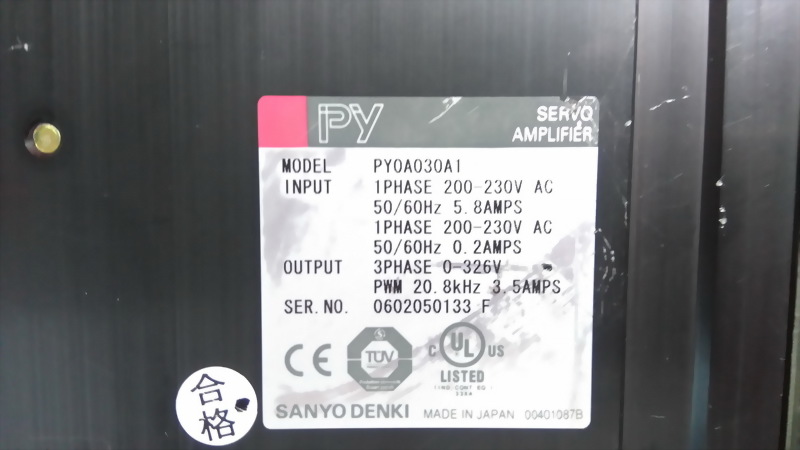 PY
SERVO
AMPLIFIER
MODEL PY0A030A1
INPUT 1PHASE 200-230V AC
50/60Hz 5.8AMPS
1PHASE 200-230V AC
50/60Hz 0.2AMPS
OUTPUT 3PHASE 0-326V
PWM 20.8kHz 3.5AMPS
SER.NO. 0602050133 F
CE
TÜV
C UL US
LISTED
SANYO DENKI MADE IN JAPAN 00401087B
合格